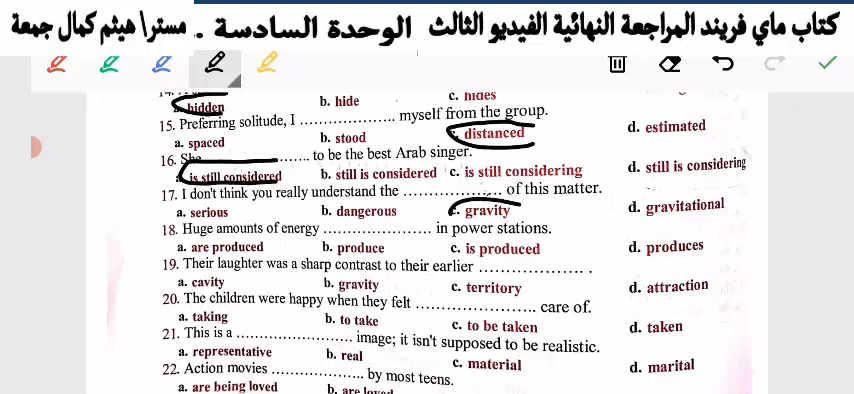 كتاب ماي فريند المراجعة النهائية الفيديو الثالث الوحدة السادسة . مستر\ هيثم كمال جمعة
a. hidden b. hide c. hides
15. Preferring solitude, I .................... myself from the group.
a. spaced b. stood c. distanced d. estimated
16. She .................... to be the best Arab singer.
a. is still considered b. still is considered c. is still considering d. still is considering
17. I don't think you really understand the .................... of this matter.
a. serious b. dangerous c. gravity d. gravitational
18. Huge amounts of energy .................... in power stations.
a. are produced b. produce c. is produced d. produces
19. Their laughter was a sharp contrast to their earlier .................... .
a. cavity b. gravity c. territory d. attraction
20. The children were happy when they felt .................... care of.
a. taking b. to take c. to be taken d. taken
21. This is a .................... image; it isn't supposed to be realistic.
a. representative b. real c. material d. marital
22. Action movies .................... by most teens.
a. are being loved b. are loved